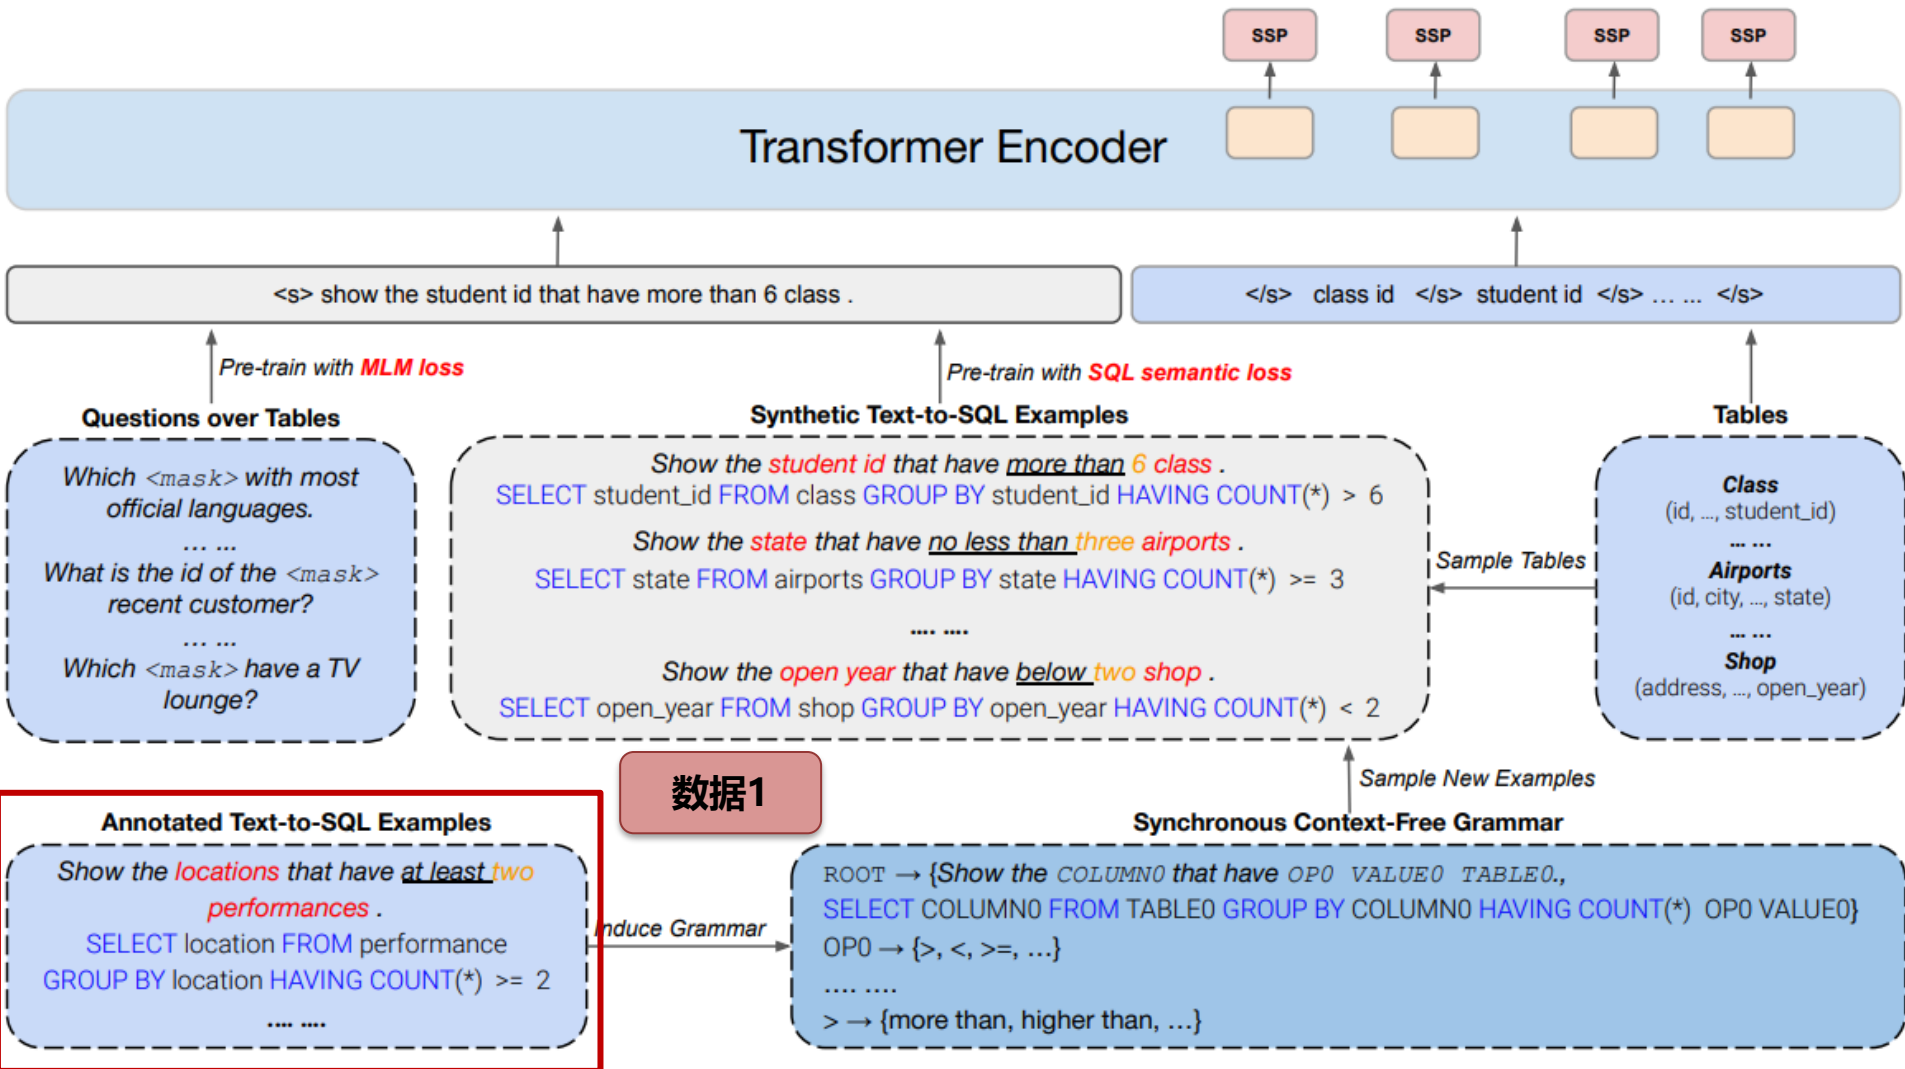 SSP SSP SSP SSP
Transformer Encoder
<s> show the student id that have more than 6 class .
</s> class id </s> student id </s> ... ... </s>
Pre-train with MLM loss
Pre-train with SQL semantic loss
Questions over Tables
Which <mask> with most
official languages.
... ...
What is the id of the <mask>
recent customer?
... ...
Which <mask> have a TV
lounge?
Synthetic Text-to-SQL Examples
Show the student id that have more than 6 class .
SELECT student_id FROM class GROUP BY student_id HAVING COUNT(*) > 6
Show the state that have no less than three airports .
SELECT state FROM airports GROUP BY state HAVING COUNT(*) >= 3
.... ....
Show the open year that have below two shop .
SELECT open_year FROM shop GROUP BY open_year HAVING COUNT(*) < 2
Sample Tables
Tables
Class
(id, ..., student_id)
... ...
Airports
(id, city, ..., state)
... ...
Shop
(address, ..., open_year)
数据1
Sample New Examples
Annotated Text-to-SQL Examples
Show the locations that have at least two
performances .
SELECT location FROM performance
GROUP BY location HAVING COUNT(*) >= 2
.... ....
Induce Grammar
Synchronous Context-Free Grammar
ROOT → {Show the COLUMN0 that have OP0 VALUE0 TABLE0.,
SELECT COLUMN0 FROM TABLE0 GROUP BY COLUMN0 HAVING COUNT(*) OP0 VALUE0}
OP0 → {>, <, >=, ...}
.... ....
> → {more than, higher than, ...}